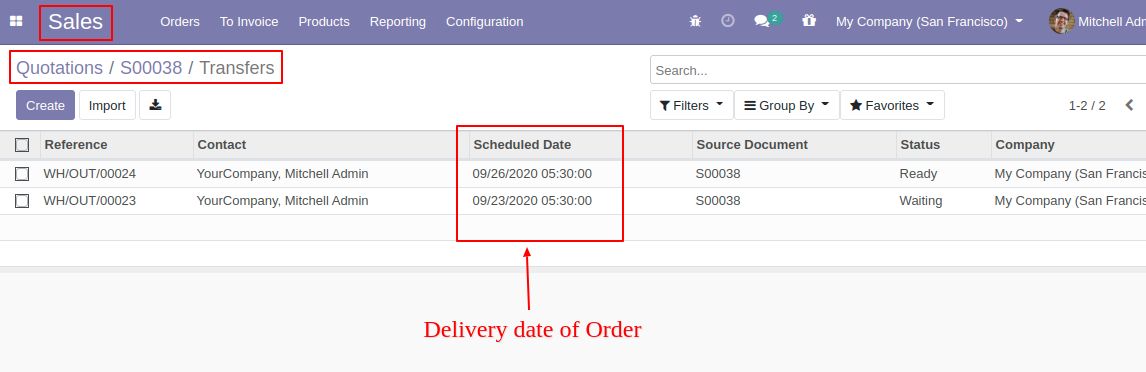 Sales Orders To Invoice Products Reporting Configuration 2 My Company (San Francisco) Mitchell Adm
Quotations / S00038 / Transfers Search...
Create Import Filters Group By Favorites 1-2 / 2
Reference Contact Scheduled Date Source Document Status Company
WH/OUT/00024 YourCompany, Mitchell Admin 09/26/2020 05:30:00 S00038 Ready My Company (San Francis
WH/OUT/00023 YourCompany, Mitchell Admin 09/23/2020 05:30:00 S00038 Waiting My Company (San Francis
Delivery date of Order